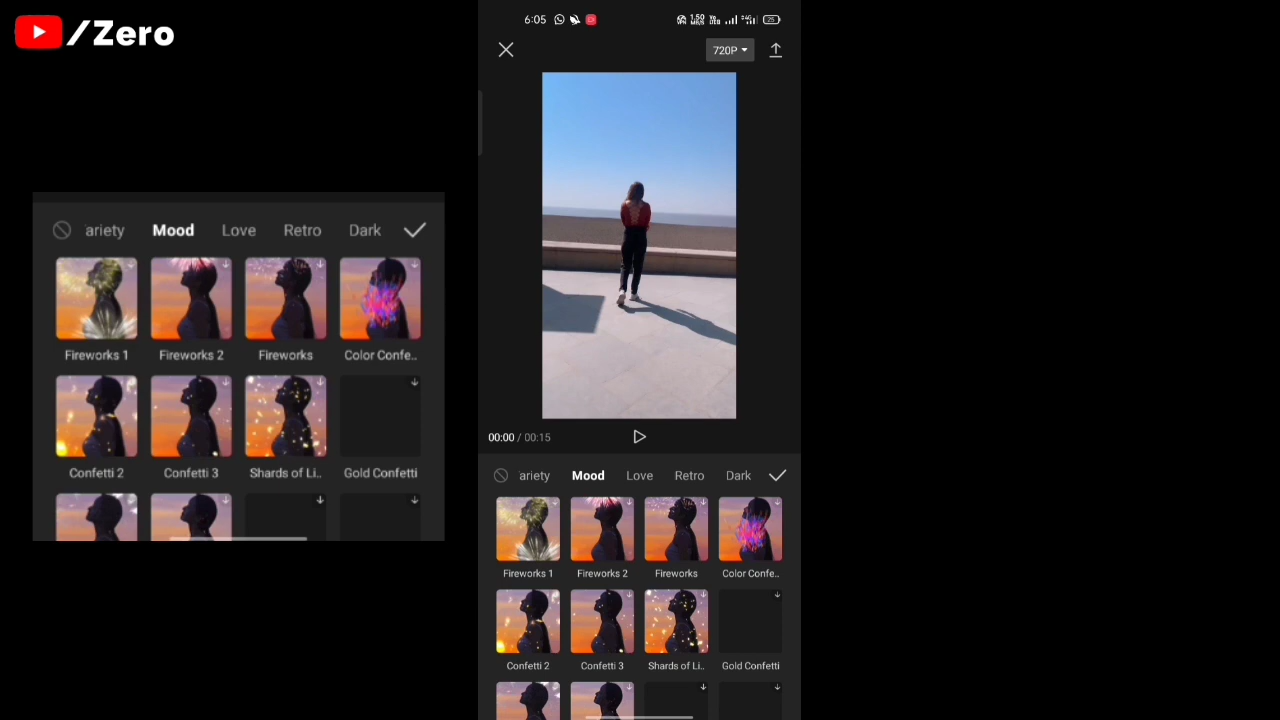 /Zero
ariety Mood Love Retro Dark
Fireworks 1 Fireworks 2 Fireworks Color Confe..
Confetti 2 Confetti 3 Shards of Li.. Gold Confetti
6:05
720P
00:00 / 00:15
ariety Mood Love Retro Dark
Fireworks 1 Fireworks 2 Fireworks Color Confe..
Confetti 2 Confetti 3 Shards of Li.. Gold Confetti